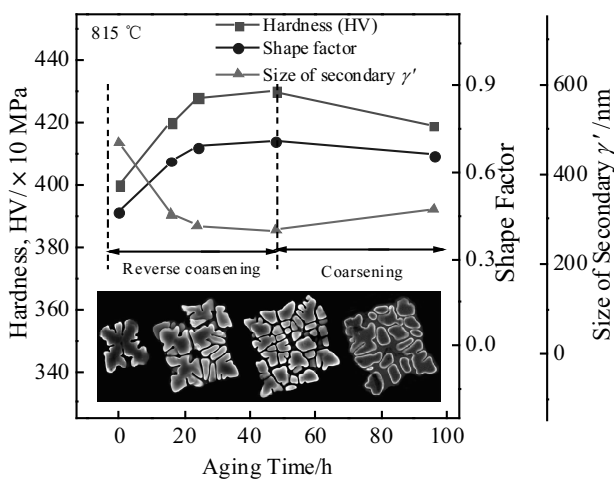 815 ℃
Hardness (HV)
Shape factor
Size of secondary γ′
Hardness, HV/× 10 MPa
440
420
400
380
360
340
Reverse coarsening
Coarsening
0.9
0.6
0.3
0.0
Shape Factor
600
400
200
0
Size of Secondary γ′/nm
0
20
40
60
80
100
Aging Time/h